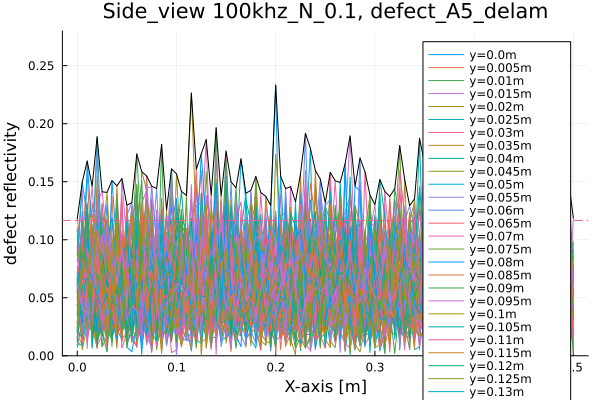 Side_view 100khz_N_0.1, defect_A5_delam
defect reflectivity
0.25
0.20
0.15
0.10
0.05
0.00
0.0
0.1
0.2
0.3
.5
X-axis [m]
y=0.0m
y=0.005m
y=0.01m
y=0.015m
y=0.02m
y=0.025m
y=0.03m
y=0.035m
y=0.04m
y=0.045m
y=0.05m
y=0.055m
y=0.06m
y=0.065m
y=0.07m
y=0.075m
y=0.08m
y=0.085m
y=0.09m
y=0.095m
y=0.1m
y=0.105m
y=0.11m
y=0.115m
y=0.12m
y=0.125m
y=0.13m